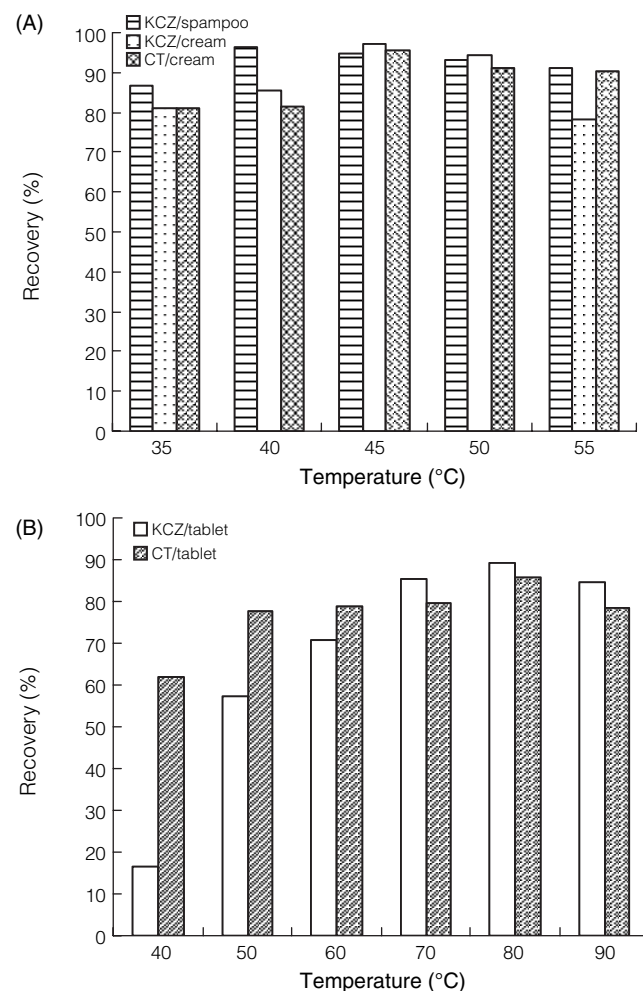 (A)
KCZ/spampoo
KCZ/cream
CT/cream
100
90
80
70
60
50
40
30
20
10
0
Recovery (%)
35 40 45 50 55
Temperature (°C)
(B)
KCZ/tablet
CT/tablet
100
90
80
70
60
50
40
30
20
10
0
Recovery (%)
40 50 60 70 80 90
Temperature (°C)